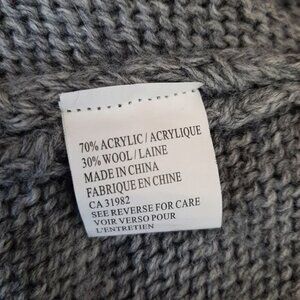 70% ACRYLIC / ACRYLIQUE
30% WOOL / LAINE
MADE IN CHINA
FABRIQUE EN CHINE
CA 31982
SEE REVERSE FOR CARE
VOIR VERSO POUR
L'ENTRETIEN